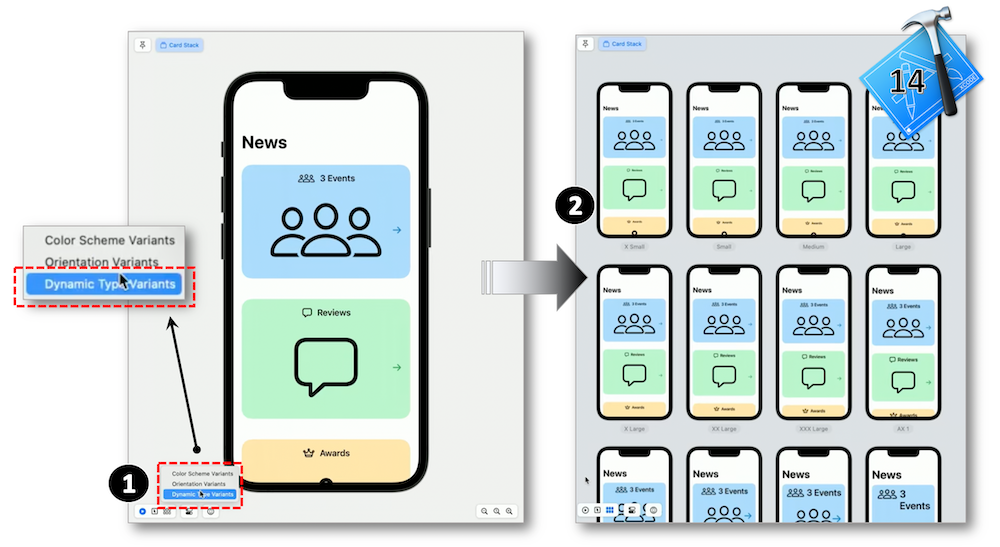 Card Stack
News
3 Events
Reviews
Awards
Color Scheme Variants
Orientation Variants
Dynamic Type Variants
1
Color Scheme Variants
Orientation Variants
Dynamic Type Variants
2
Card Stack
14
XCODE
News
3 Events
Reviews
Awards
X Small
News
3 Events
Reviews
Awards
Small
News
3 Events
Reviews
Awards
Medium
News
Reviews
Awards
Large
News
3 Events
Reviews
Awards
X Large
News
3 Events
Reviews
Awards
XX Large
News
3 Events
Reviews
Awards
XXX Large
News
3 Events
Reviews
Awards
AX 1
News
3 Events
News
3 Events
News
3 Events
News
3
Events